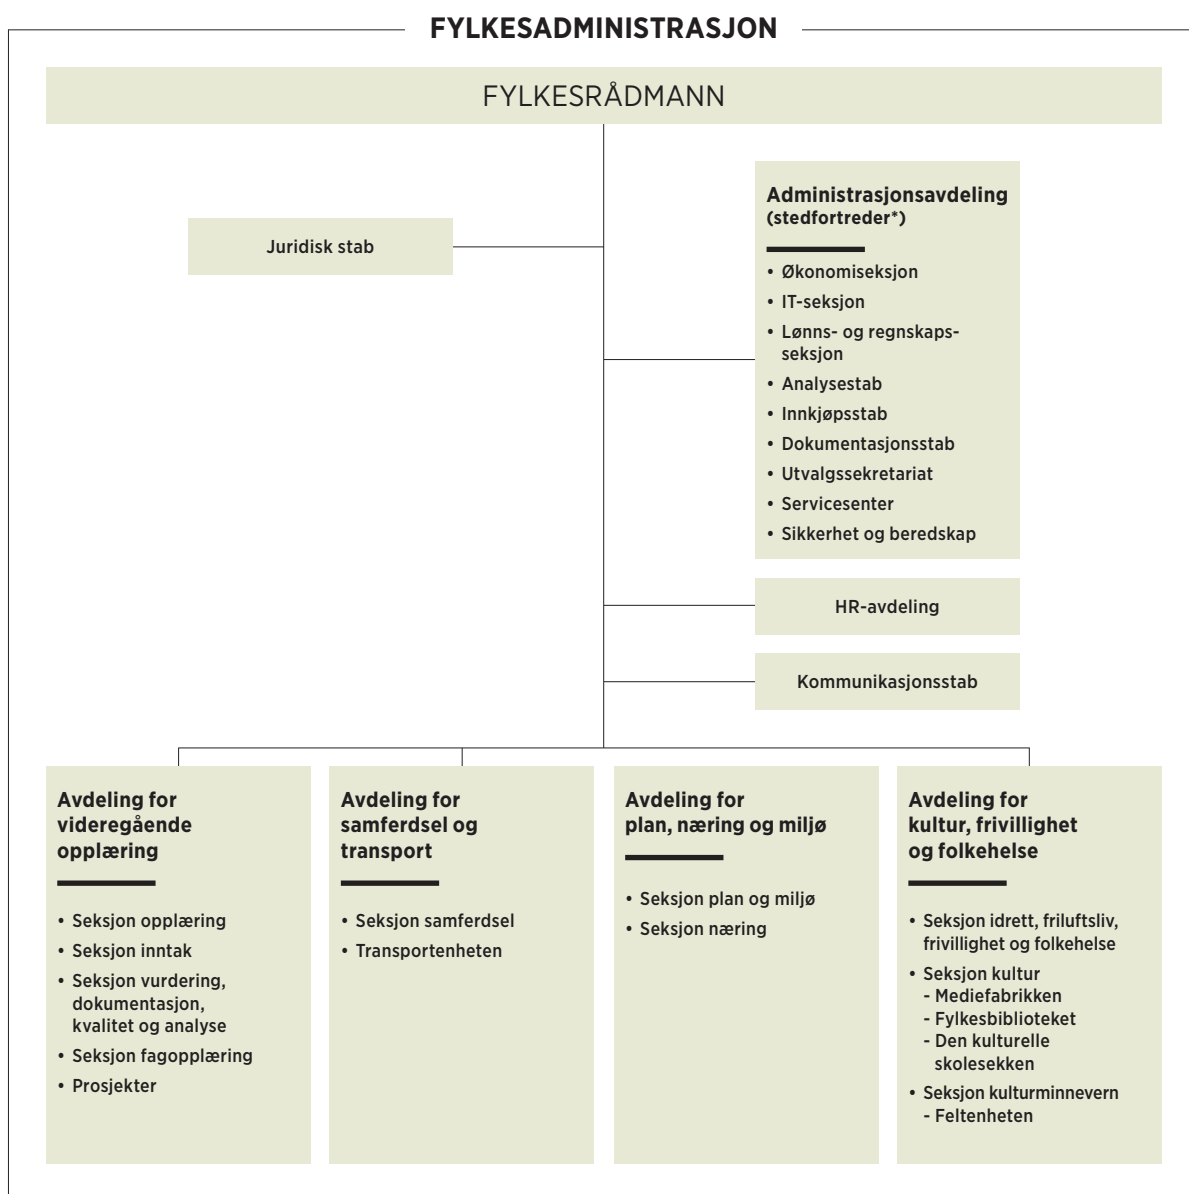 FYLKESADMINISTRASJON
FYLKESRÅDMANN
Juridisk stab
Administrasjonsavdeling
(stedfortreder*)
• Økonomiseksjon
• IT-seksjon
• Lønns- og regnskaps-
seksjon
• Analysestab
• Innkjøpsstab
• Dokumentasjonsstab
• Utvalgssekretariat
• Servicesenter
• Sikkerhet og beredskap
HR-avdeling
Kommunikasjonsstab
Avdeling for
videregående
opplæring
• Seksjon opplæring
• Seksjon inntak
• Seksjon vurdering,
dokumentasjon,
kvalitet og analyse
• Seksjon fagopplæring
• Prosjekter
Avdeling for
samferdsel og
transport
• Seksjon samferdsel
• Transportenheten
Avdeling for
plan, næring og miljø
• Seksjon plan og miljø
• Seksjon næring
Avdeling for
kultur, frivillighet
og folkehelse
• Seksjon idrett, friluftsliv,
frivillighet og folkehelse
• Seksjon kultur
- Mediefabrikken
- Fylkesbiblioteket
- Den kulturelle
skolesekken
• Seksjon kulturminnevern
- Feltenheten